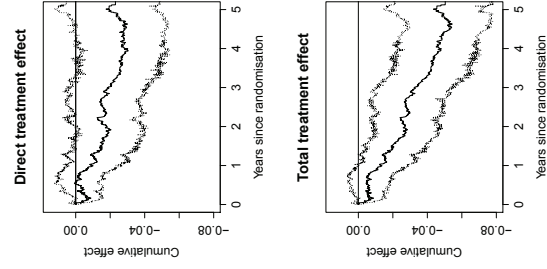 Direct treatment effect
Cumulative effect
0.00
−0.04
−0.08
0 1 2 3 4 5
Years since randomisation
Total treatment effect
Cumulative effect
0.00
−0.04
−0.08
0 1 2 3 4 5
Years since randomisation